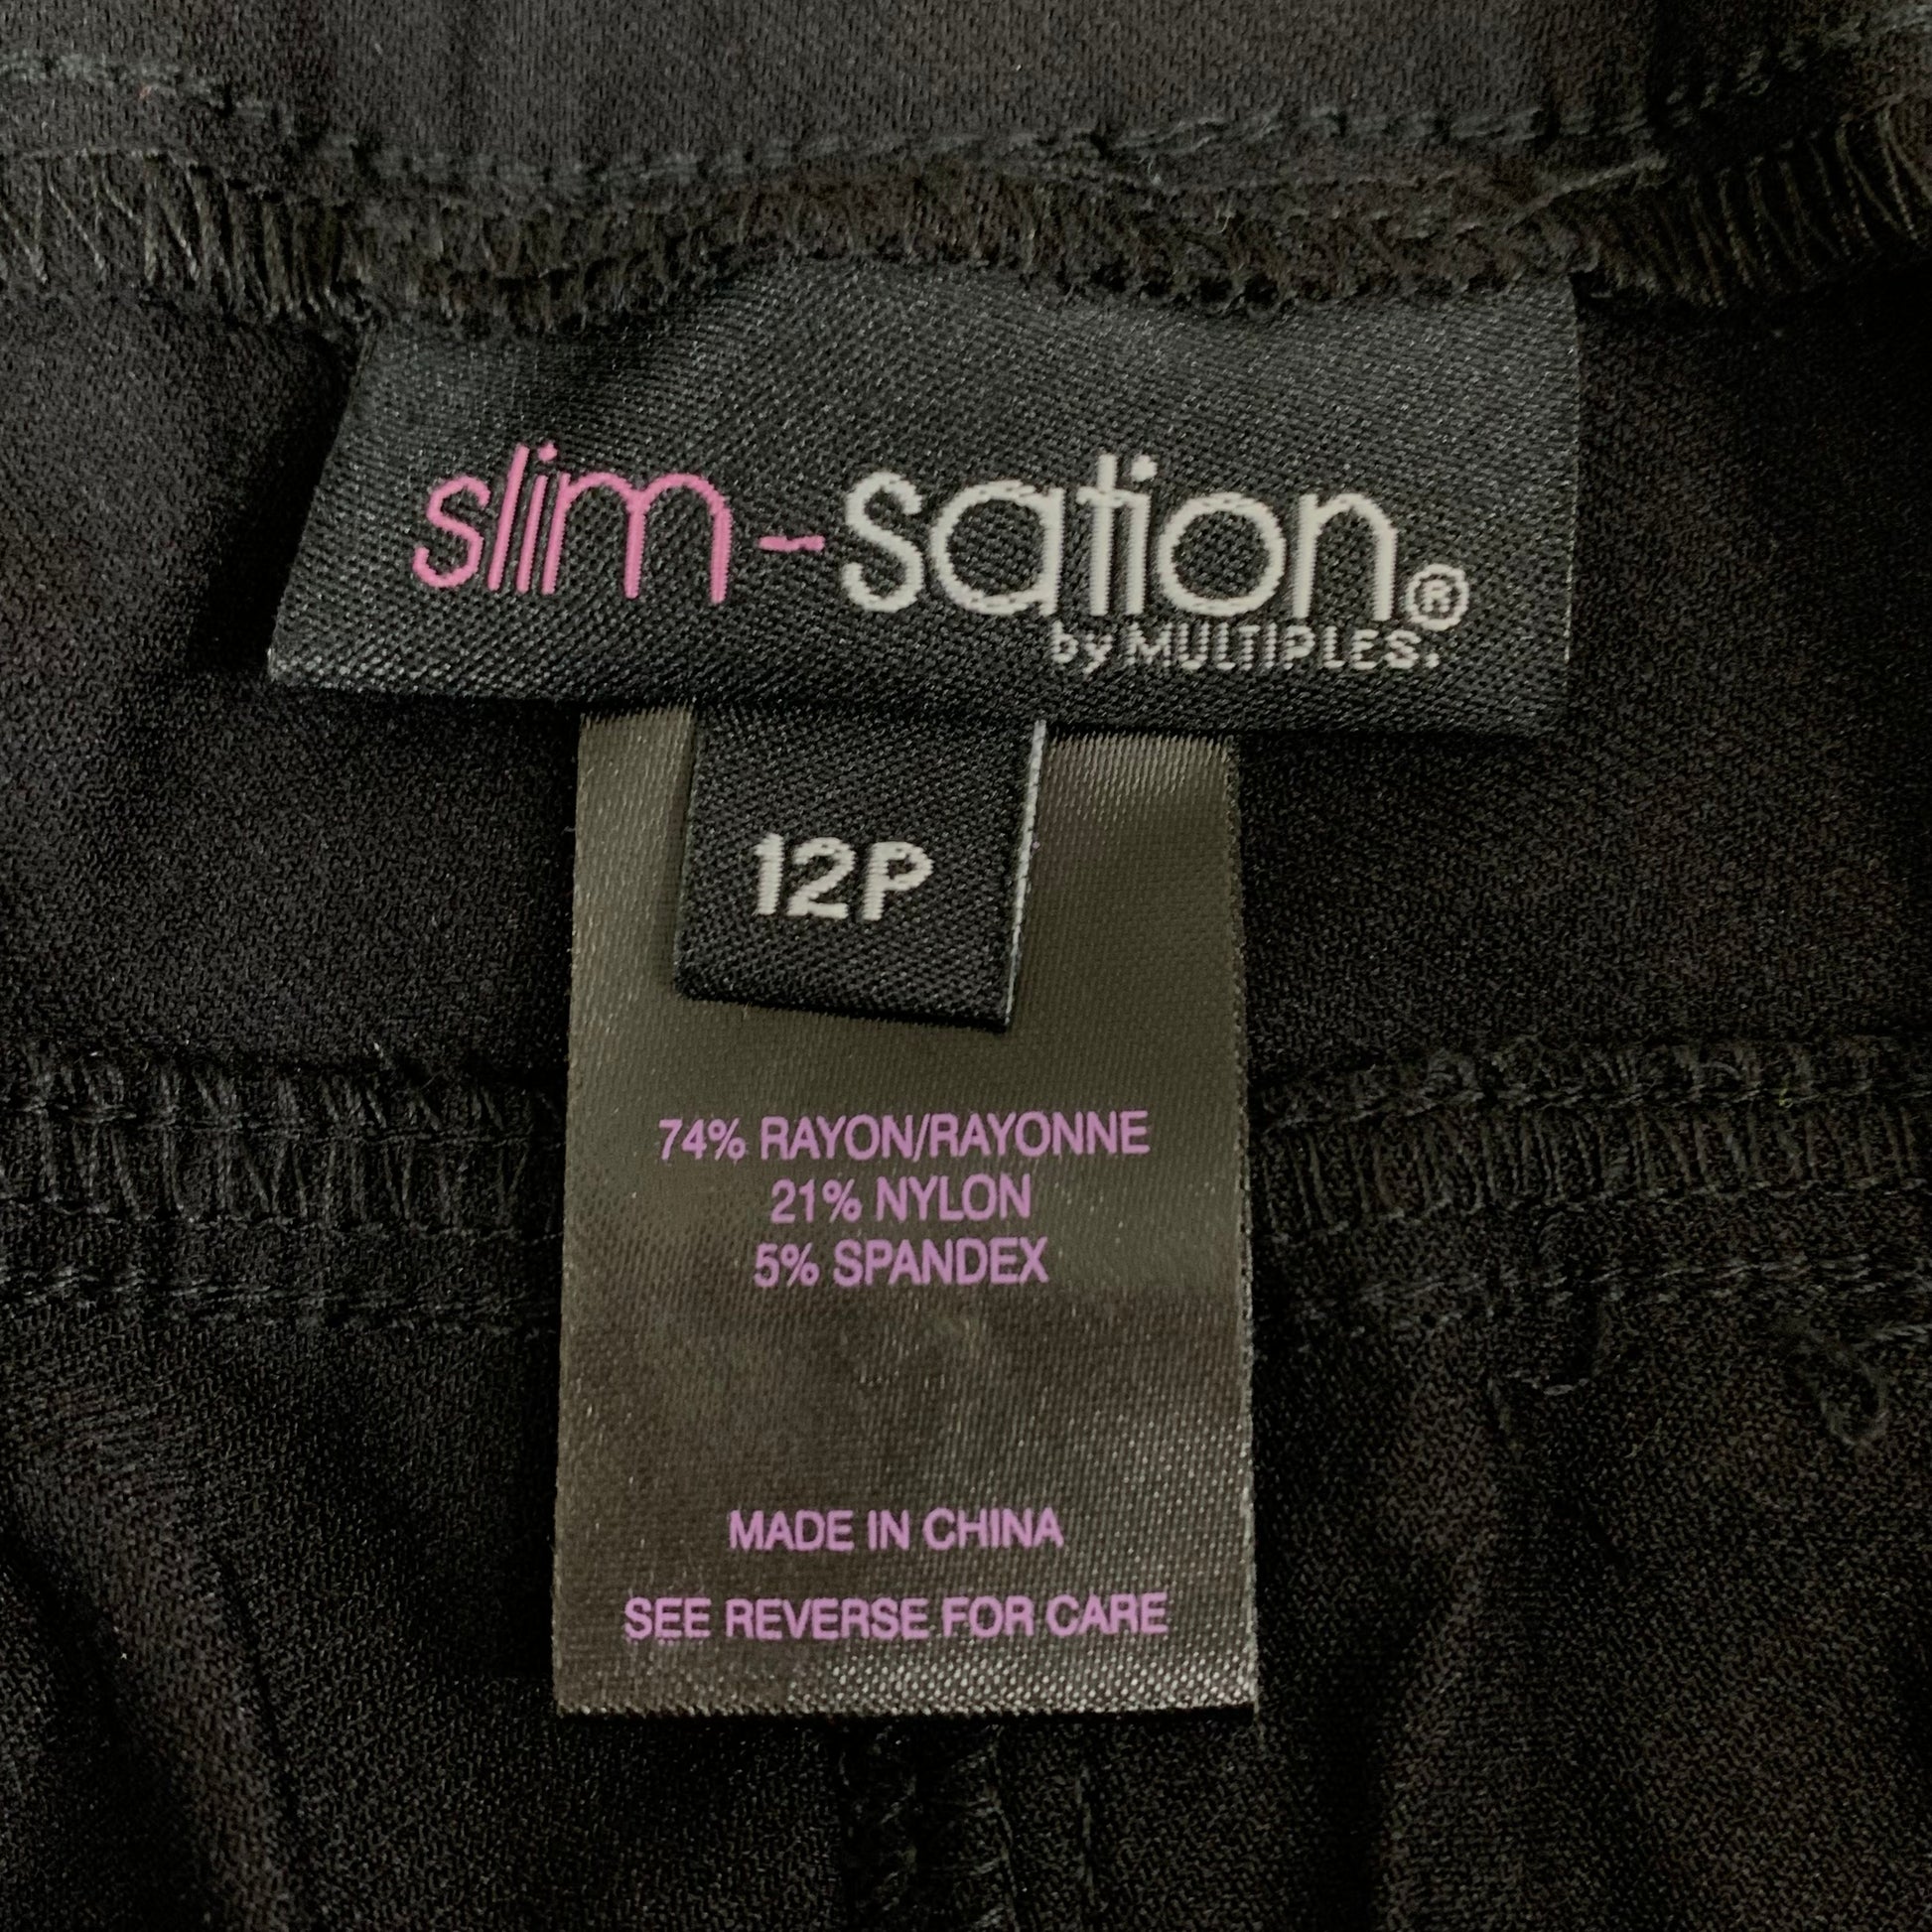 slim-sation®
by MULTIPLES.
12P
74% RAYON/RAYONNE
21% NYLON
5% SPANDEX
MADE IN CHINA
SEE REVERSE FOR CARE